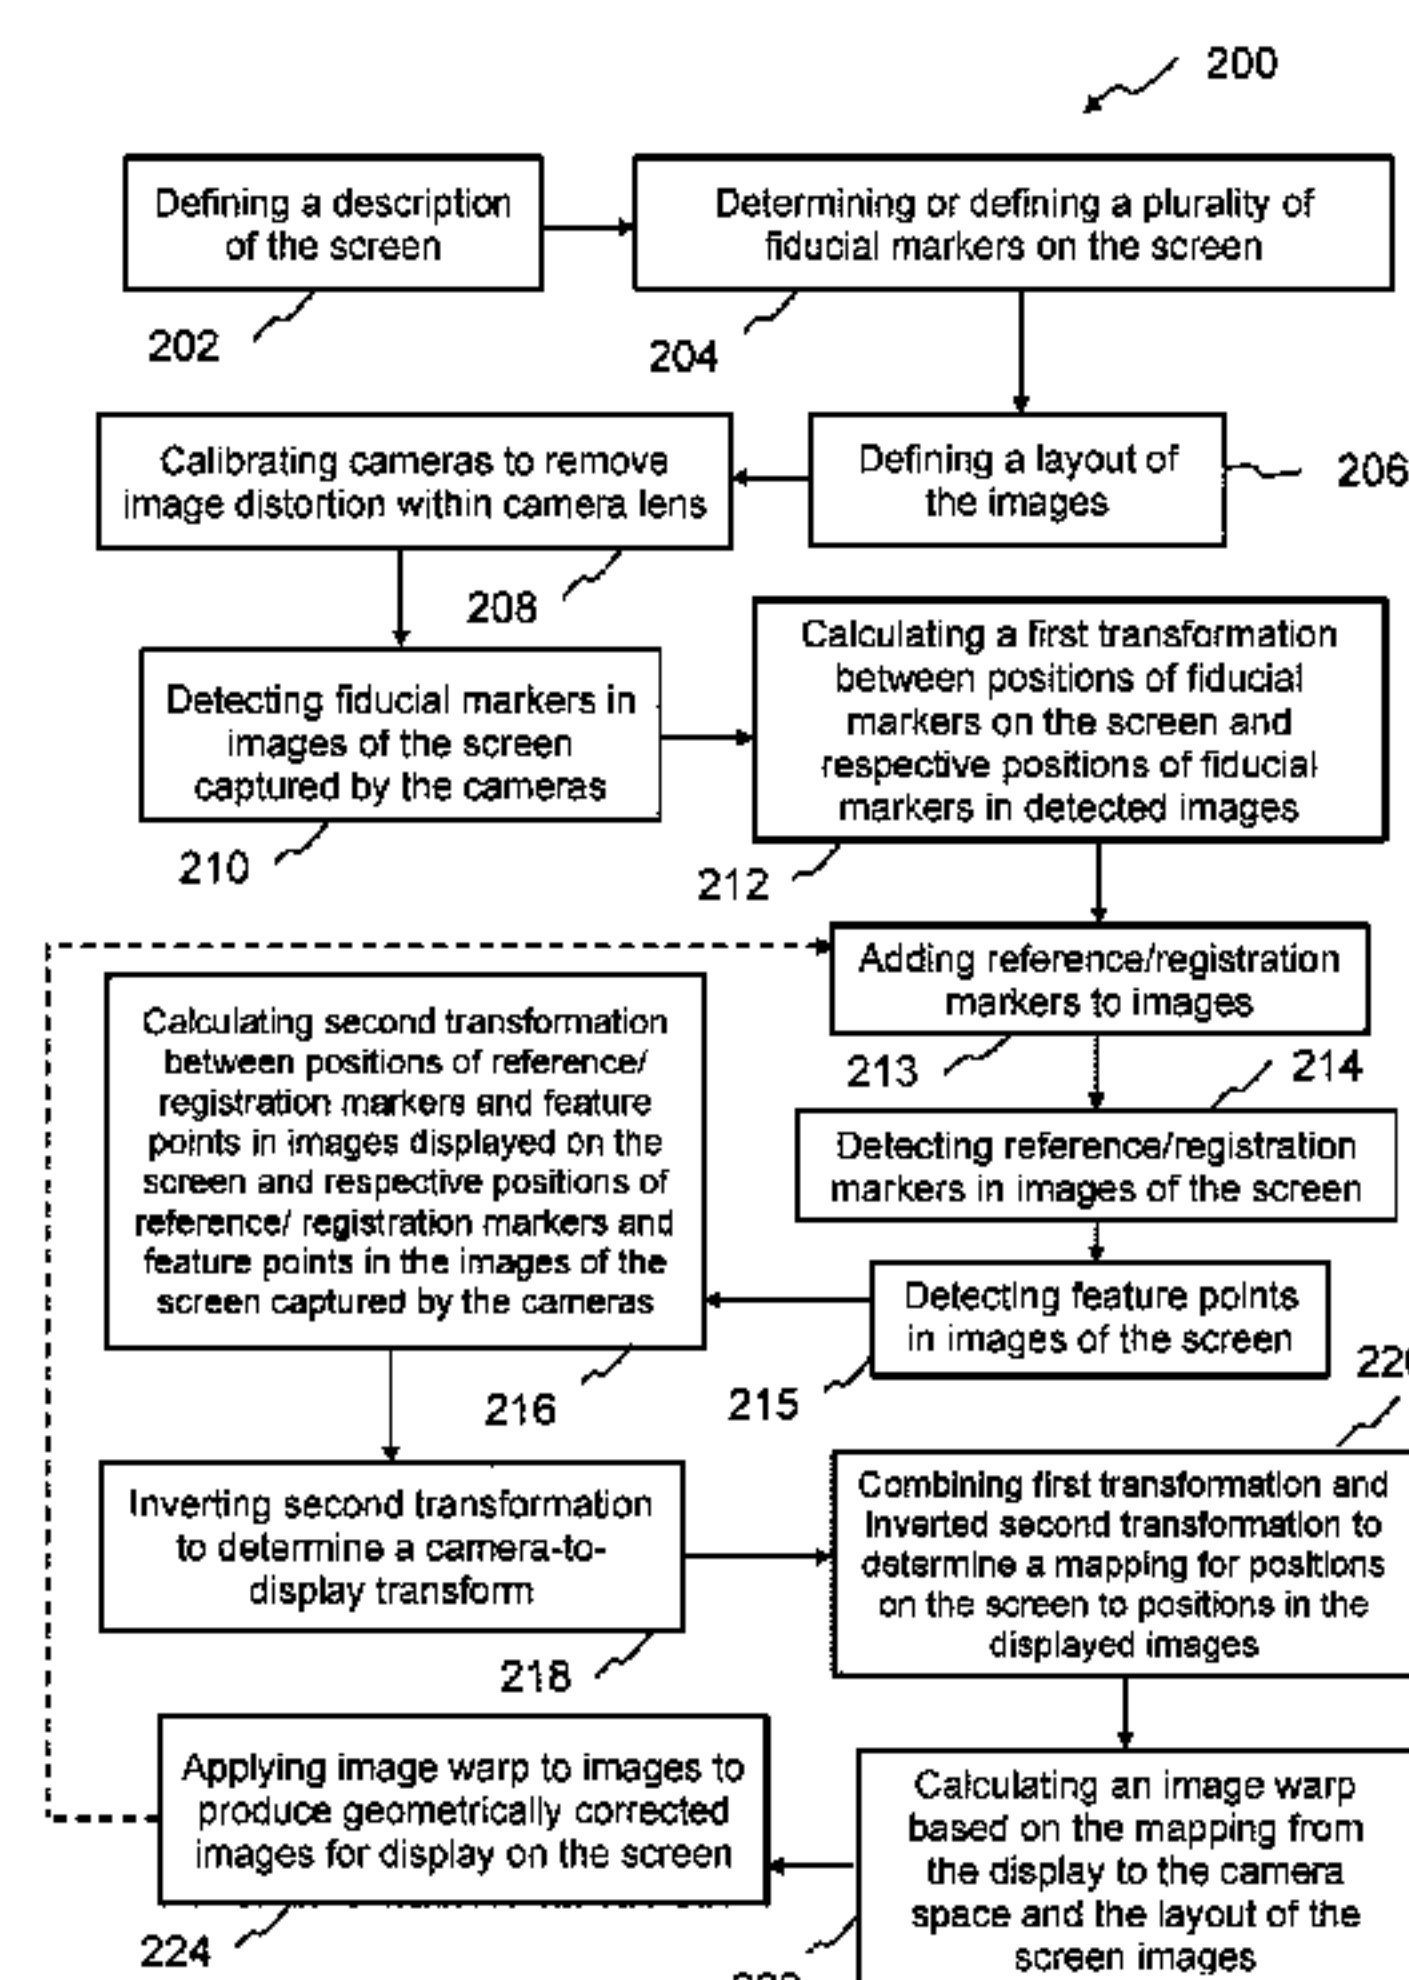 200
Defining a description
of the screen
202
Determining or defining a plurality of
fiducial markers on the screen
204
Defining a layout of
the images
206
Calibrating cameras to remove
image distortion within camera lens
208
Detecting fiducial markers in
images of the screen
captured by the cameras
210
Calculating a first transformation
between positions of fiducial
markers on the screen and
respective positions of fiducial
markers in detected images
212
Adding reference/registration
markers to images
213
214
Detecting reference/registration
markers in images of the screen
Detecting feature points
in images of the screen
215
Calculating second transformation
between positions of reference/
registration markers and feature
points in images displayed on the
screen and respective positions of
reference/ registration markers and
feature points in the images of the
screen captured by the cameras
216
Inverting second transformation
to determine a camera-to-
display transform
218
Combining first transformation and
inverted second transformation to
determine a mapping for positions
on the screen to positions in the
displayed images
Calculating an image warp
based on the mapping from
the display to the camera
space and the layout of the
screen images
Applying image warp to images to
produce geometrically corrected
images for display on the screen
224